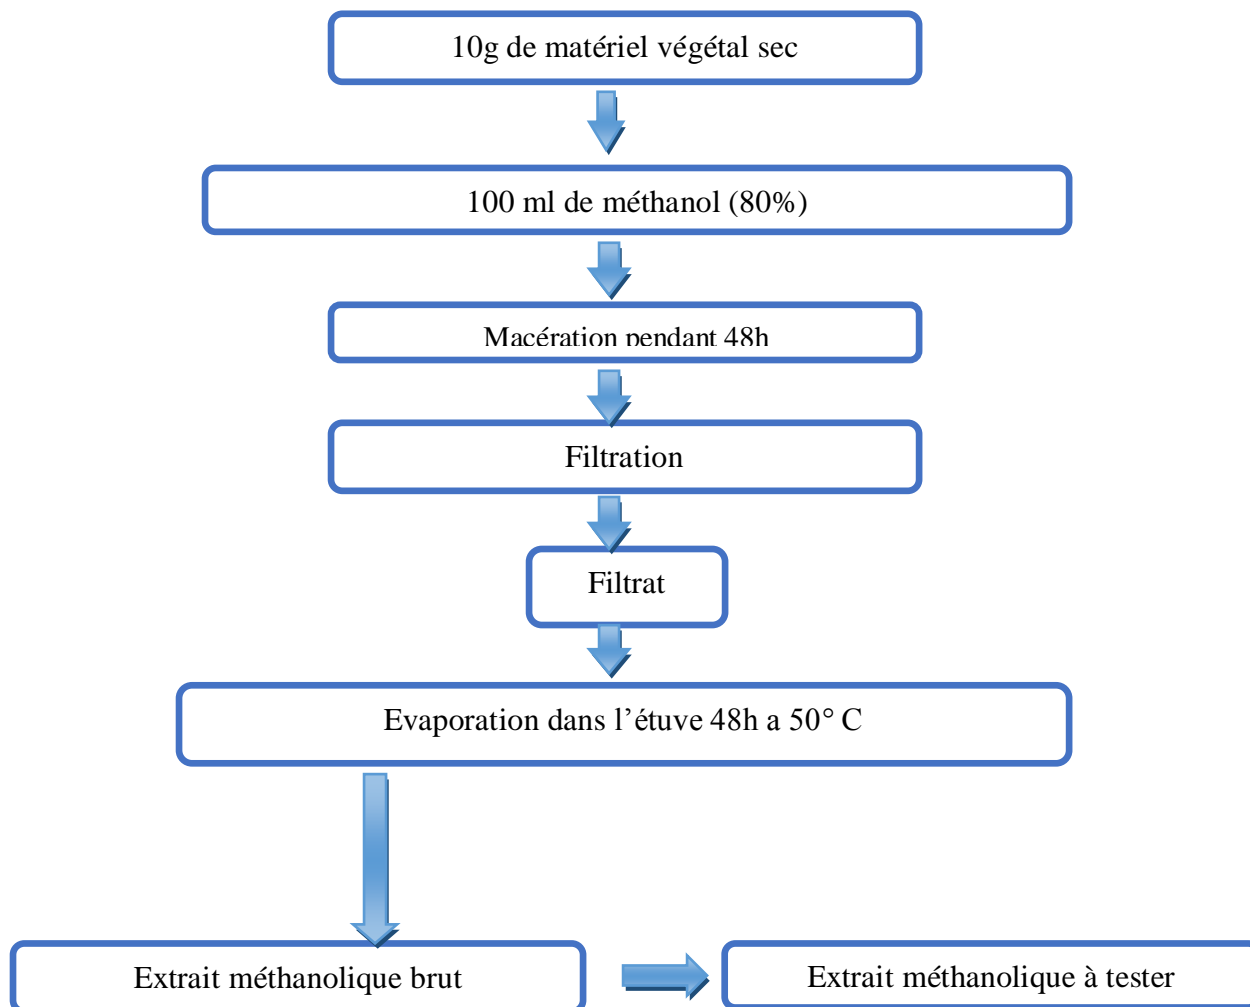 10g de matériel végétal sec
100 ml de méthanol (80%)
Macération pendant 48h
Filtration
Filtrat
Evaporation dans l’étuve 48h a 50° C
Extrait méthanolique brut
Extrait méthanolique à tester